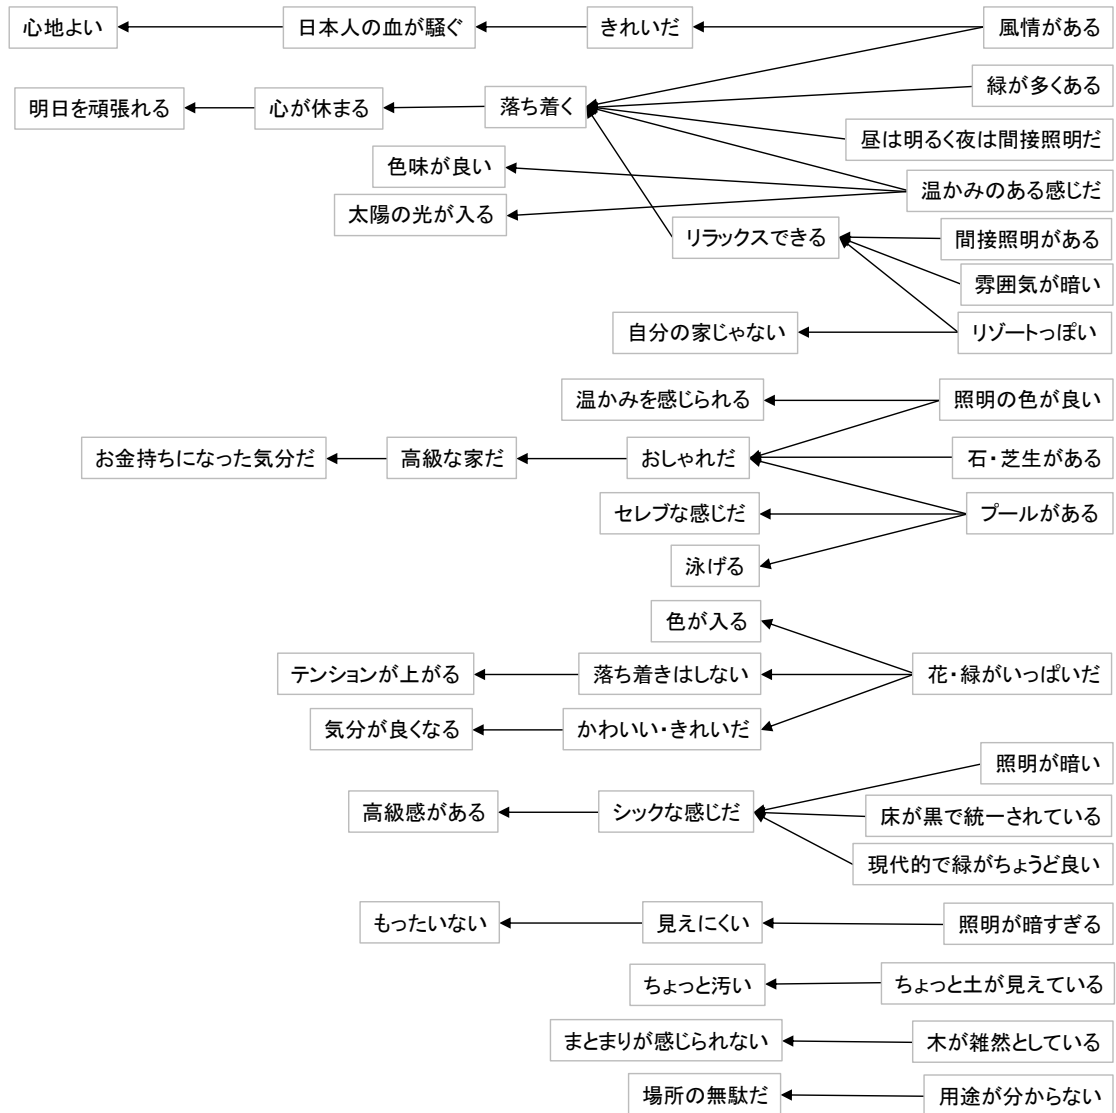 心地よい
日本人の血が騒ぐ
きれいだ
風情がある
緑が多くある
明日を頑張れる
心が休まる
落ち着く
昼は明るく夜は間接照明だ
色味が良い
温かみのある感じだ
太陽の光が入る
リラックスできる
間接照明がある
雰囲気が暗い
自分の家じゃない
リゾートっぽい
温かみを感じられる
照明の色が良い
お金持ちになった気分だ
高級な家だ
おしゃれだ
石・芝生がある
セレブな感じだ
プールがある
泳げる
色が入る
テンションが上がる
落ち着きはしない
花・緑がいっぱいだ
気分が良くなる
かわいい・きれいだ
照明が暗い
高級感がある
シックな感じだ
床が黒で統一されている
現代的で緑がちょうど良い
もったいない
見えにくい
照明が暗すぎる
ちょっと汚い
ちょっと土が見えている
まとまりが感じられない
木が雑然としている
場所の無駄だ
用途が分からない